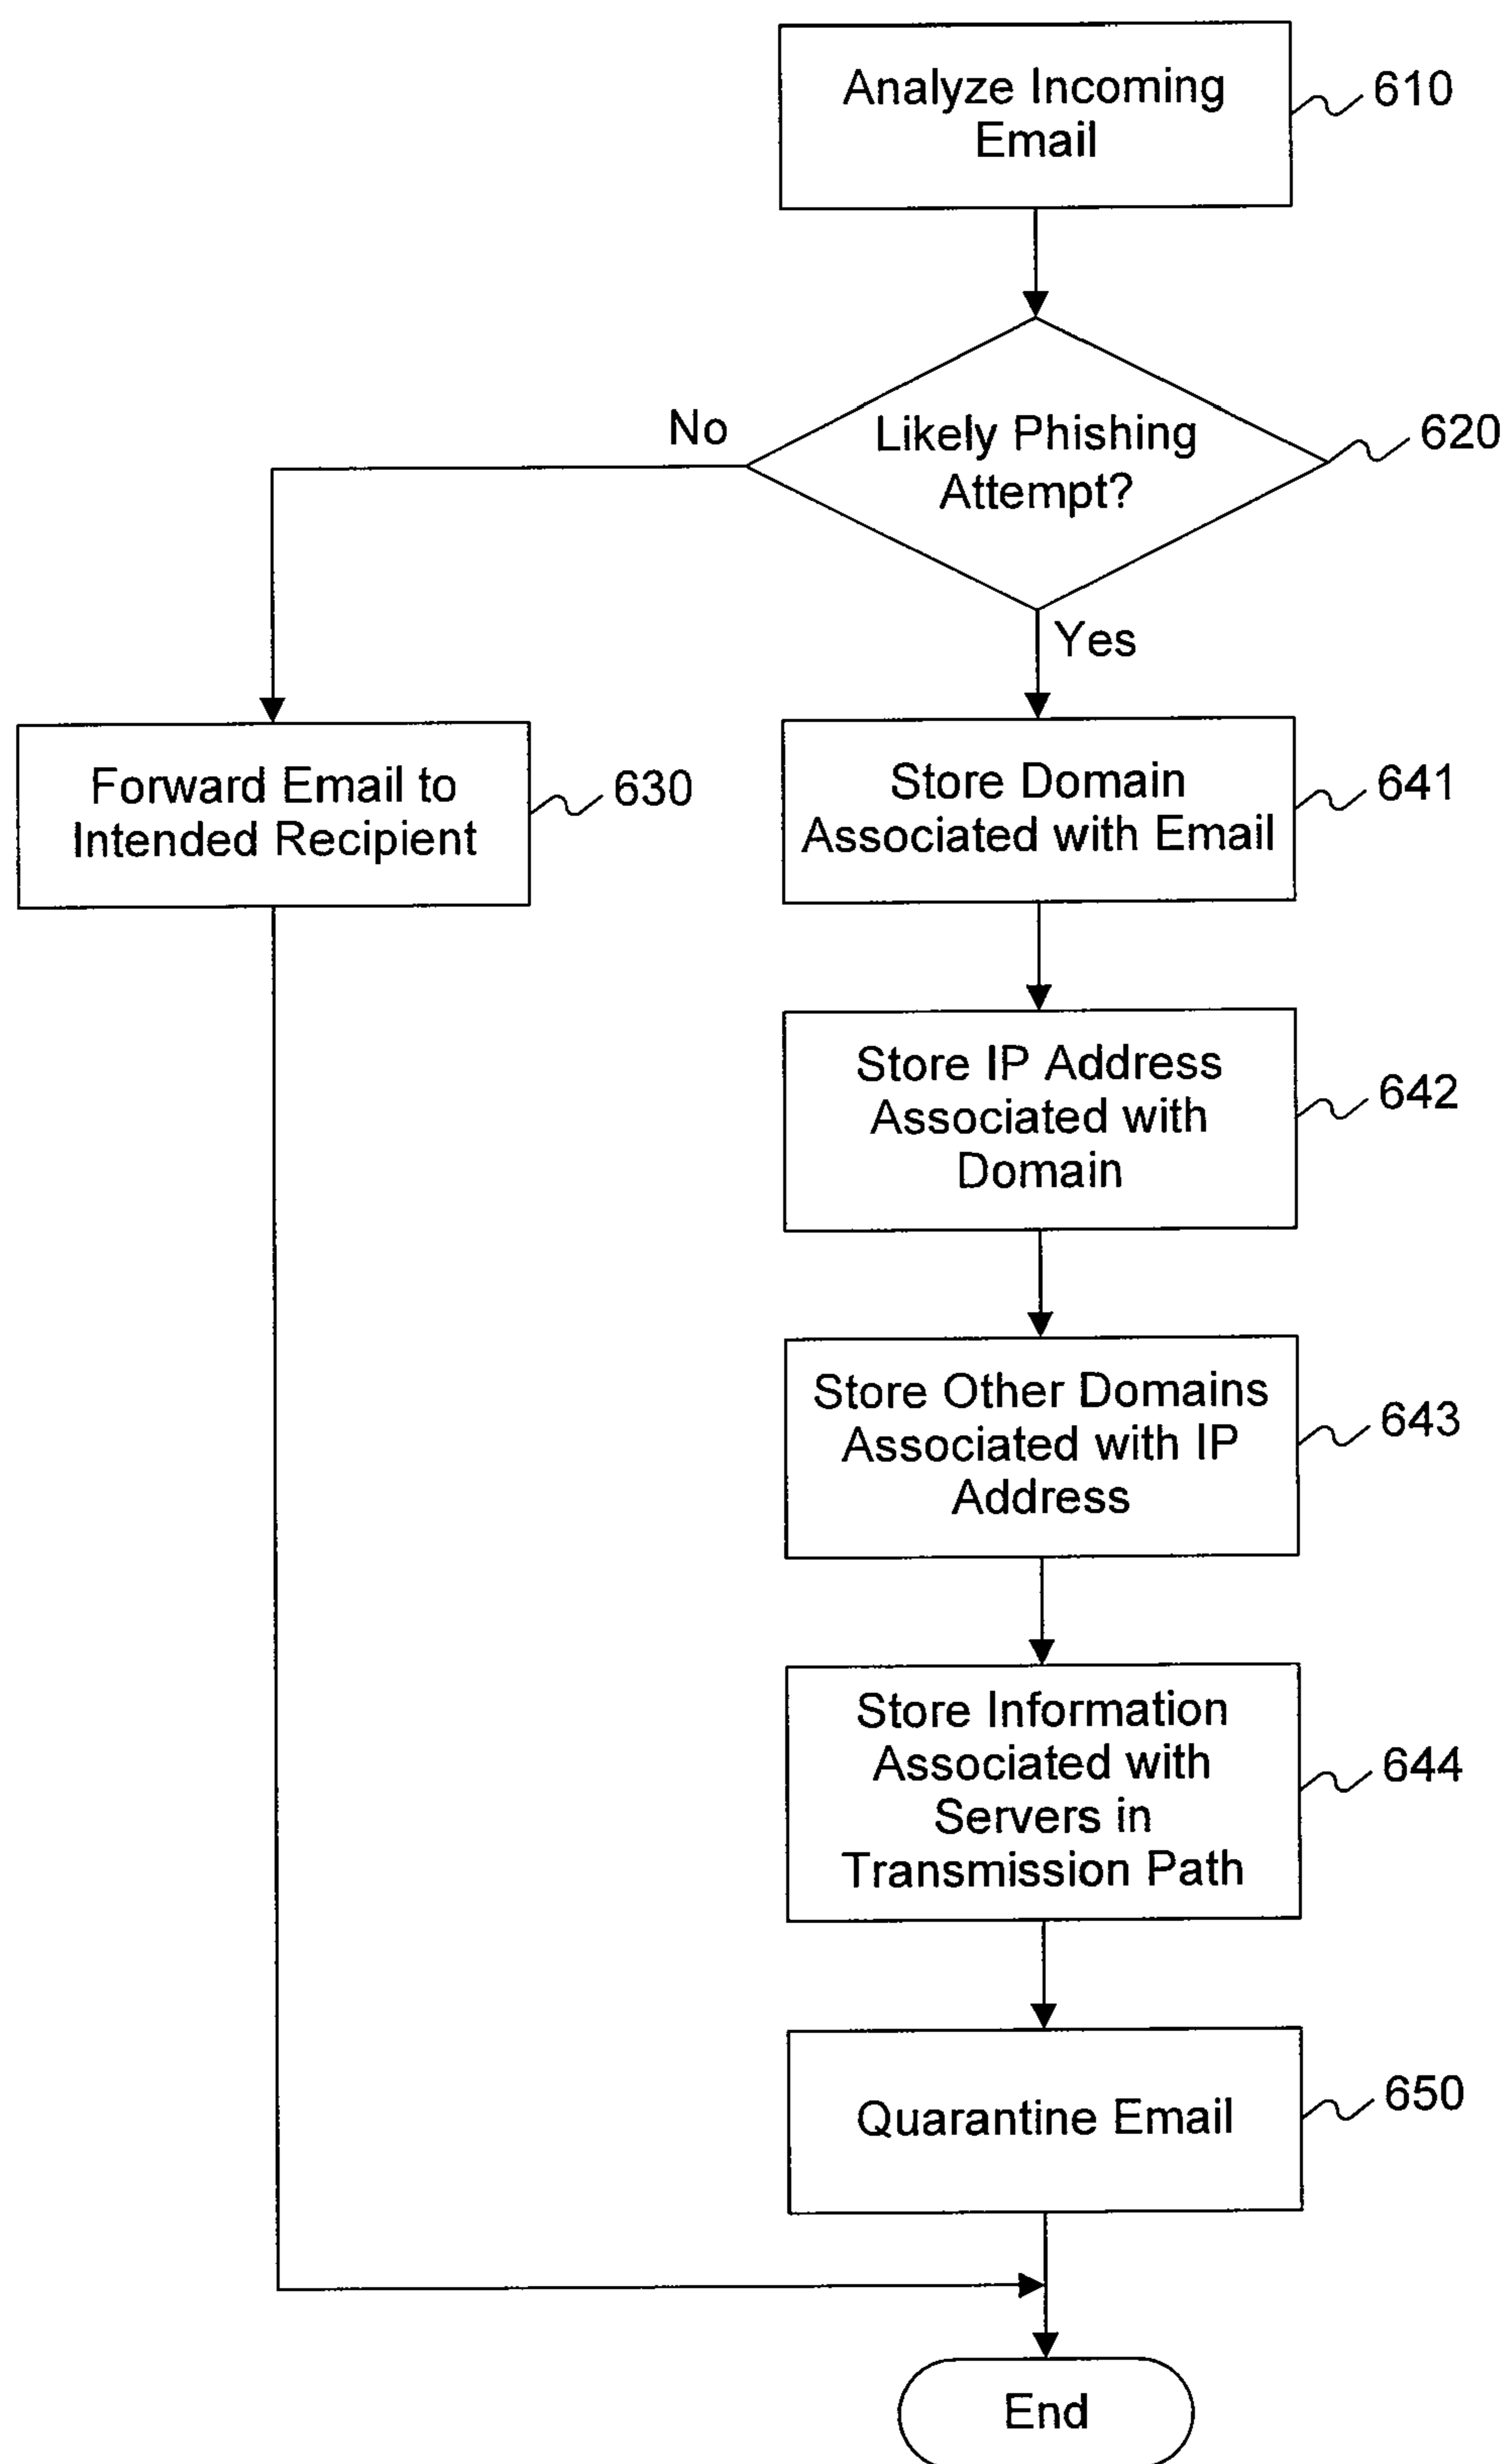 Analyze Incoming
Email
610
Likely Phishing
Attempt?
620
No
Yes
Forward Email to
Intended Recipient
630
Store Domain
Associated with Email
641
Store IP Address
Associated with
Domain
642
Store Other Domains
Associated with IP
Address
643
Store Information
Associated with
Servers in
Transmission Path
644
Quarantine Email
650
End